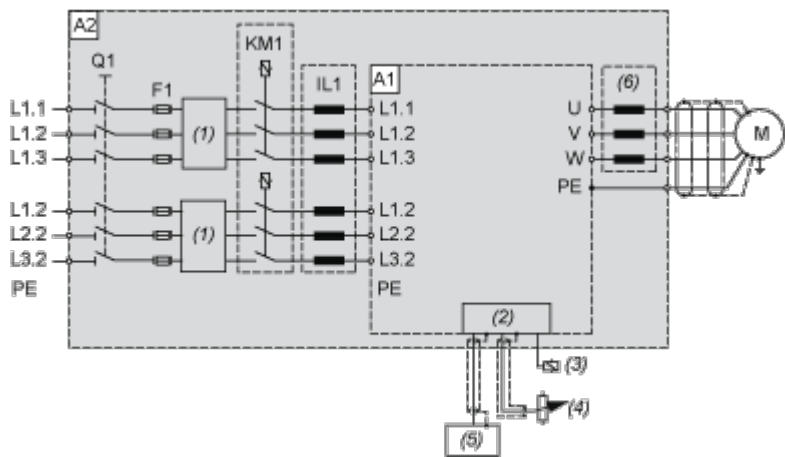 A2
Q1
KM1
F1
IL1
A1
(6)
L1.1
(1)
L1.1
U
L1.2
L1.2
V
M
L1.3
L1.3
W
PE
L1.2
(1)
L1.2
L2.2
L2.2
L3.2
L3.2
PE
PE
(2)
(3)
(4)
(5)